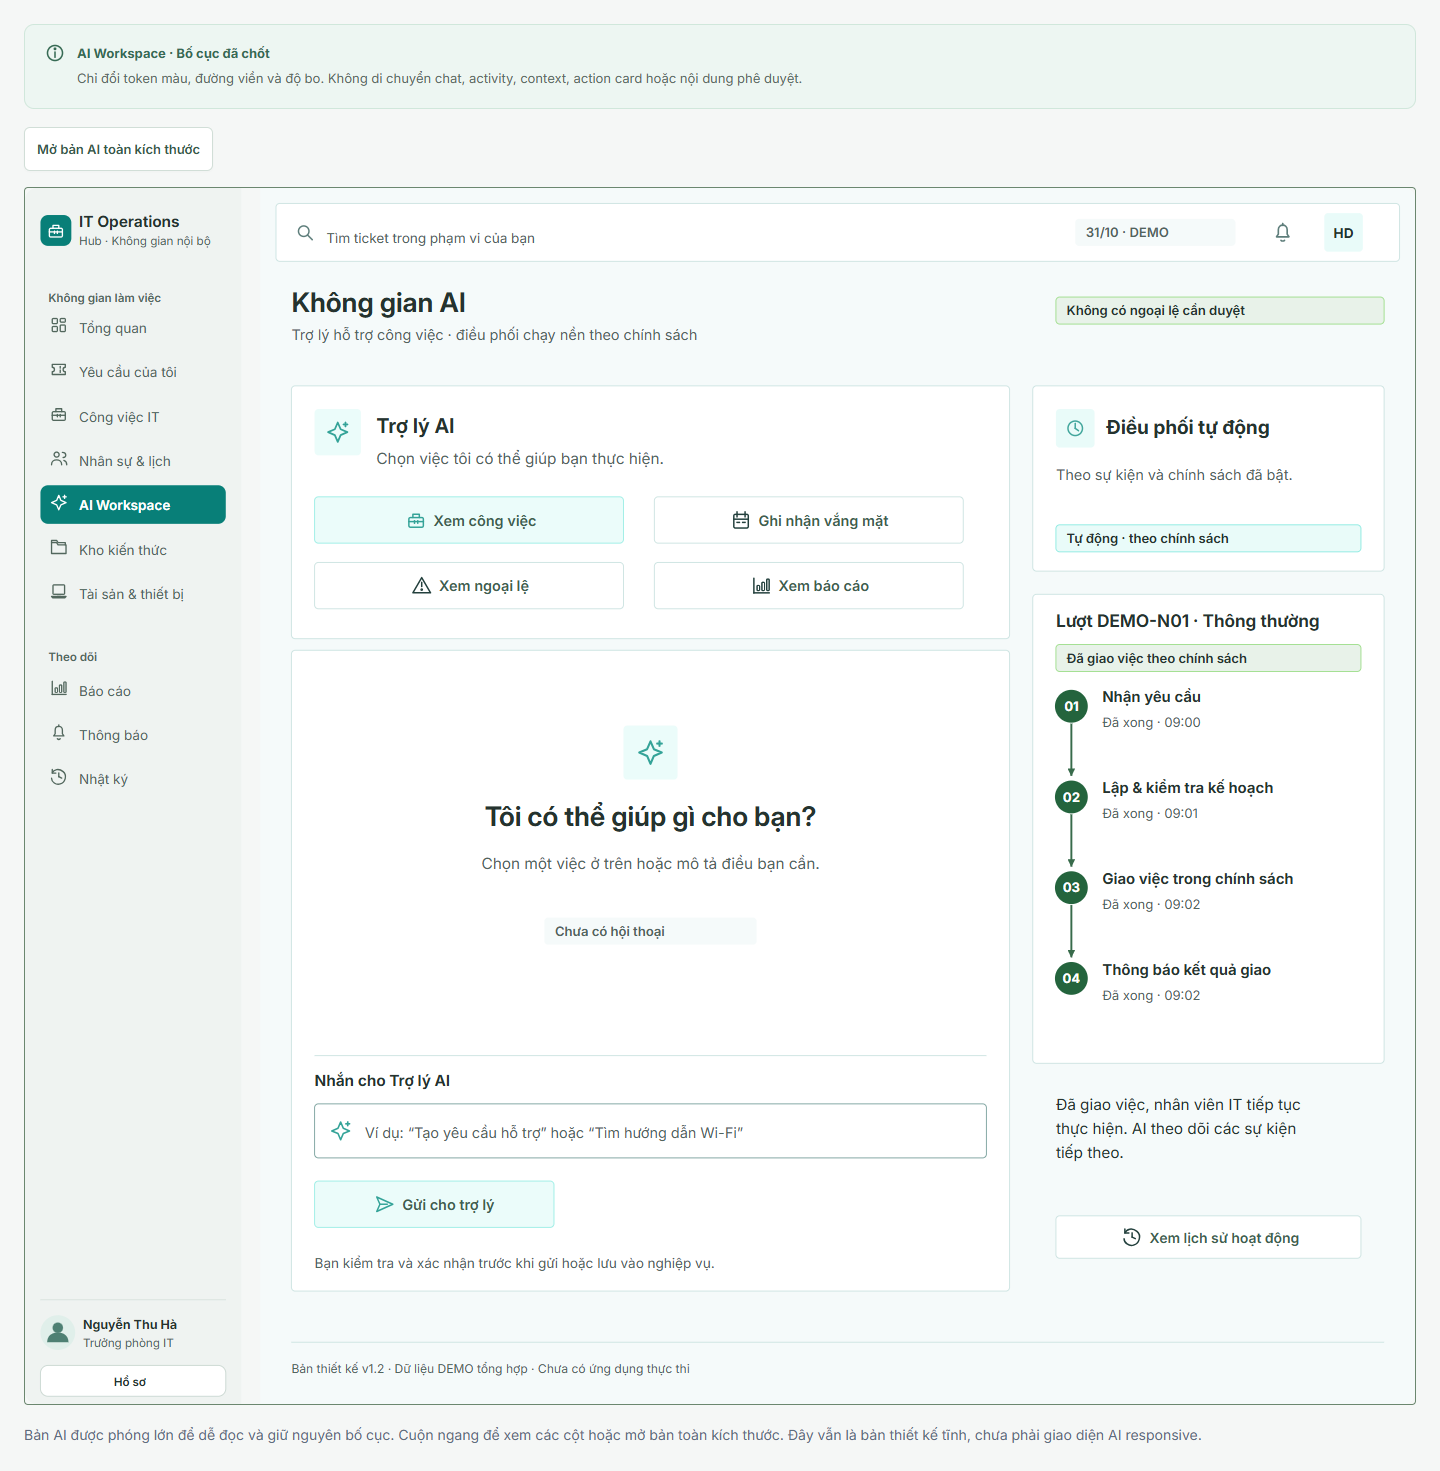 AI Workspace · Bố cục đã chốt
Chỉ đổi token màu, đường viền và độ bo. Không di chuyển chat, activity, context, action card hoặc nội dung phê duyệt.
Mở bản AI toàn kích thước
IT Operations
Hub · Không gian nội bộ
Không gian làm việc
Tổng quan
Yêu cầu của tôi
Công việc IT
Nhân sự & lịch
AI Workspace
Kho kiến thức
Tài sản & thiết bị
Theo dõi
Báo cáo
Thông báo
Nhật ký
Nguyễn Thu Hà
Trưởng phòng IT
Hồ sơ
Tìm ticket trong phạm vi của bạn
31/10 · DEMO
HD
Không gian AI
Trợ lý hỗ trợ công việc · điều phối chạy nền theo chính sách
Không có ngoại lệ cần duyệt
Trợ lý AI
Chọn việc tôi có thể giúp bạn thực hiện.
Xem công việc
Ghi nhận vắng mặt
Xem ngoại lệ
Xem báo cáo
Tôi có thể giúp gì cho bạn?
Chọn một việc ở trên hoặc mô tả điều bạn cần.
Chưa có hội thoại
Nhắn cho Trợ lý AI
Ví dụ: “Tạo yêu cầu hỗ trợ” hoặc “Tìm hướng dẫn Wi-Fi”
Gửi cho trợ lý
Bạn kiểm tra và xác nhận trước khi gửi hoặc lưu vào nghiệp vụ.
Điều phối tự động
Theo sự kiện và chính sách đã bật.
Tự động · theo chính sách
Lượt DEMO-N01 · Thông thường
Đã giao việc theo chính sách
01
Nhận yêu cầu
Đã xong · 09:00
02
Lập & kiểm tra kế hoạch
Đã xong · 09:01
03
Giao việc trong chính sách
Đã xong · 09:02
04
Thông báo kết quả giao
Đã xong · 09:02
Đã giao việc, nhân viên IT tiếp tục
thực hiện. AI theo dõi các sự kiện
tiếp theo.
Xem lịch sử hoạt động
Bản thiết kế v1.2 · Dữ liệu DEMO tổng hợp · Chưa có ứng dụng thực thi
Bản AI được phóng lớn để dễ đọc và giữ nguyên bố cục. Cuộn ngang để xem các cột hoặc mở bản toàn kích thước. Đây vẫn là bản thiết kế tĩnh, chưa phải giao diện AI responsive.